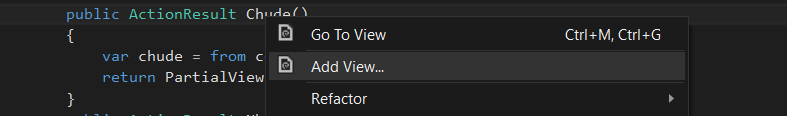 public ActionResult Chude()
{
Go To View Ctrl+M, Ctrl+G
var chude = from c
Add View...
return PartialView
Refactor
}